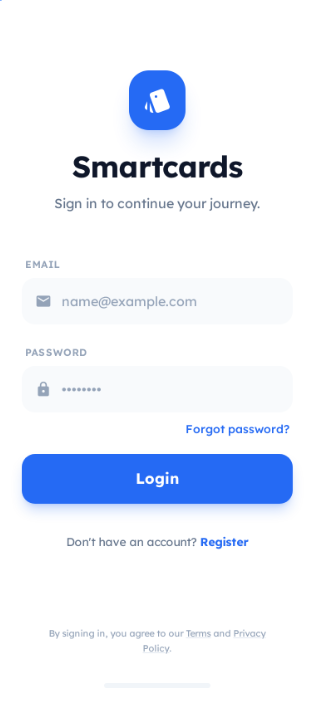 Smartcards
Sign in to continue your journey.
EMAIL
name@example.com
PASSWORD
••••••••
Forgot password?
Login
Don't have an account? Register
By signing in, you agree to our Terms and Privacy
Policy.